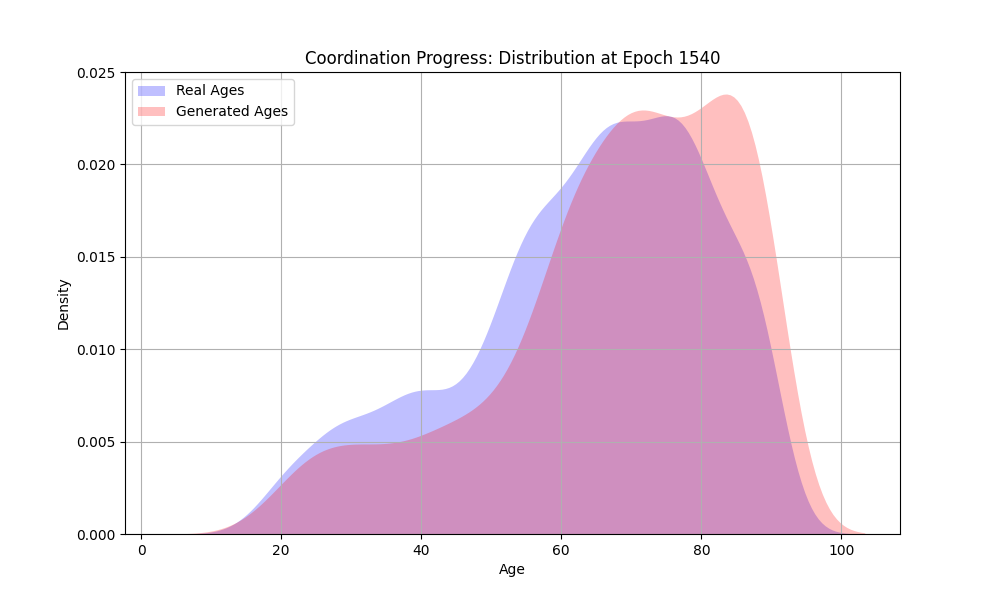 Coordination Progress: Distribution at Epoch 1540
Real Ages
Generated Ages
0.025
0.020
0.015
0.010
0.005
0.000
Density
0
20
40
60
80
100
Age